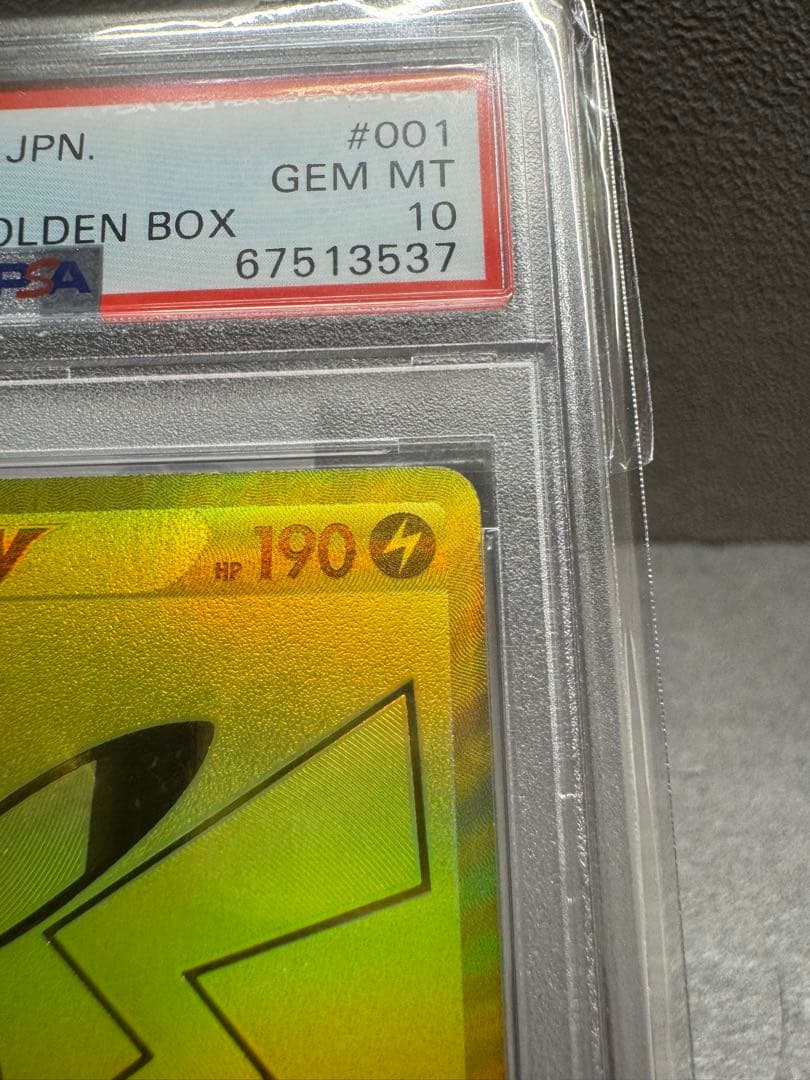 JPN. #001
GEM MT
OLDEN BOX 10
PSA 67513537
HP 190